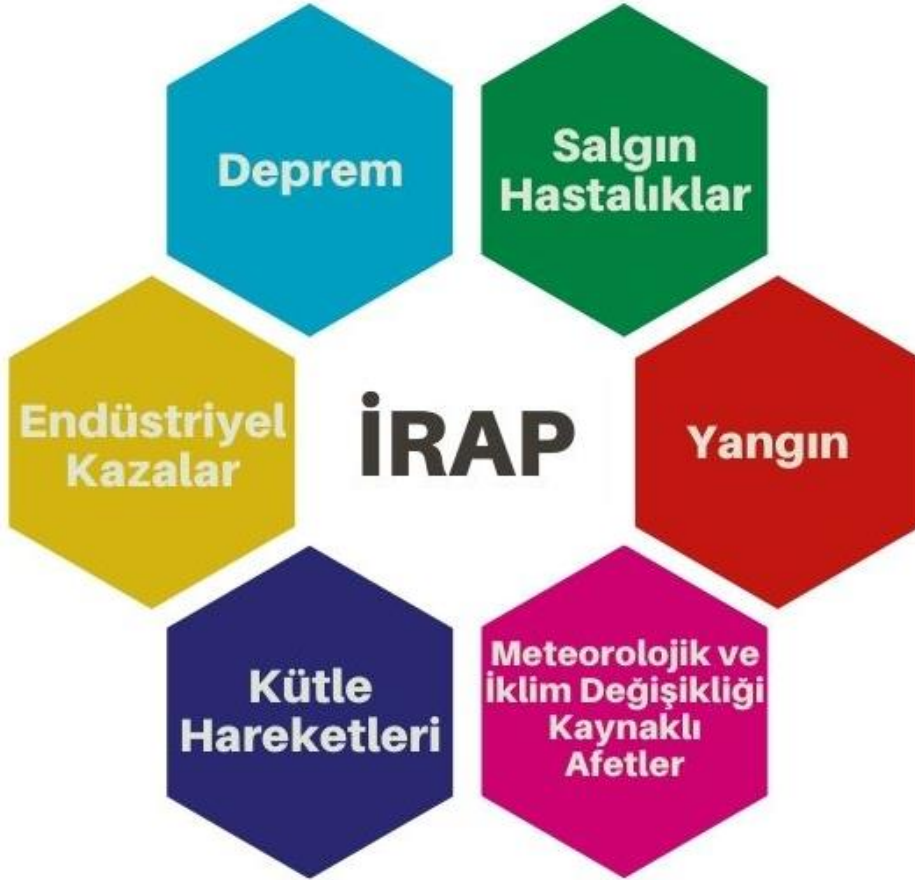 Deprem
Salgın
Hastalıklar
Endüstriyel
Kazalar
İRAP
Yangın
Kütle
Hareketleri
Meteorolojik ve
İklim Değişikliği
Kaynaklı
Afetler